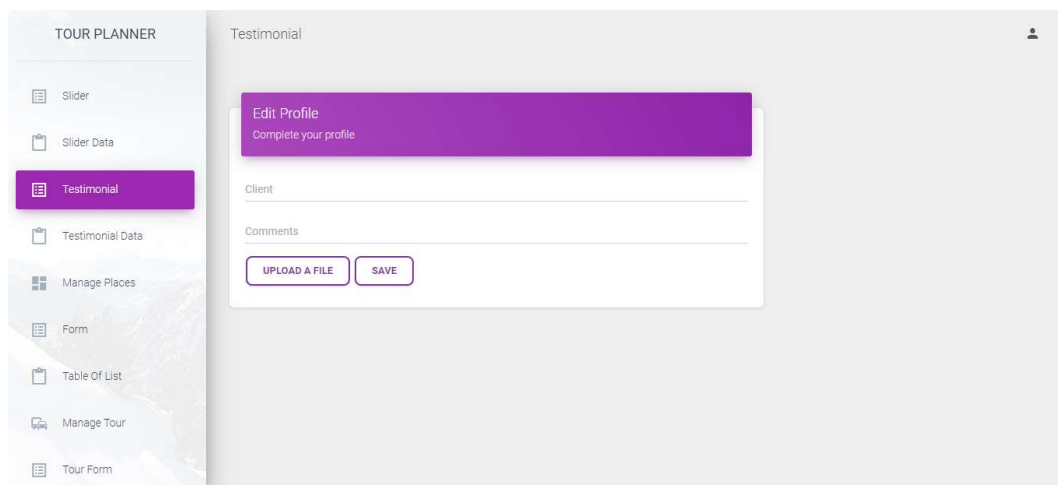 TOUR PLANNER
Slider
Slider Data
Testimonial
Testimonial Data
Manage Places
Form
Table Of List
Manage Tour
Tour Form
Testimonial
Edit Profile
Complete your profile
Client
Comments
UPLOAD A FILE SAVE